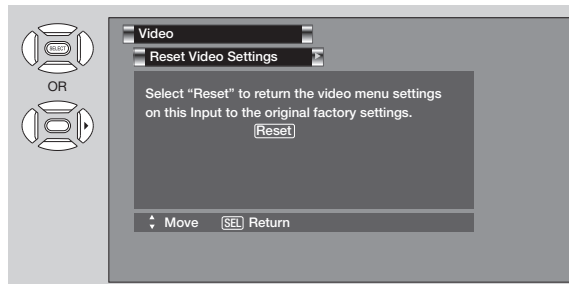 SELECT
OR
Video
Reset Video Settings
Select “Reset” to return the video menu settings
on this Input to the original factory settings.
Reset
Move SEL Return